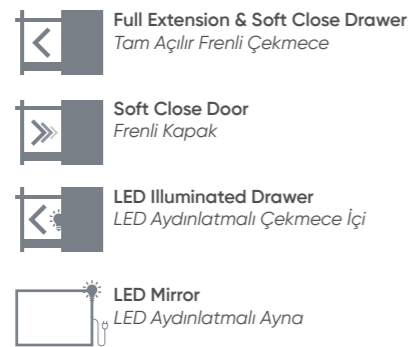 Full Extension & Soft Close Drawer
Tam Açılır Frenli Çekmece
Soft Close Door
Frenli Kapak
LED Illuminated Drawer
LED Aydınlatmalı Çekmece İçi
LED Mirror
LED Aydınlatmalı Ayna